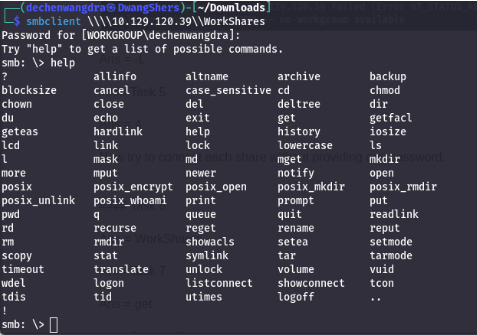 (dechenwangdra㉿DwangShers)-[~/Downloads]
$ smbclient \\\\10.129.120.39\\WorkShares
Password for [WORKGROUP\dechenwangdra]:
Try "help" to get a list of possible commands.
smb: \> help
? allinfo altname archive backup
blocksize cancel case_sensitive cd chmod
chown close del deltree dir
du echo exit get getfacl
geteas hardlink help history iosize
lcd link lock lowercase ls
l mask md mget mkdir
more mput newer notify open
posix posix_encrypt posix_open posix_mkdir posix_rmdir
posix_unlink posix_whoami print prompt put
pwd q queue quit readlink
rd recurse reget rename reput
rm rmdir showacls setea setmode
scopy stat symlink tar tarmode
timeout translate unlock volume vuid
wdel logon listconnect showconnect tcon
tdis tid utimes logoff ..
!
smb: \>